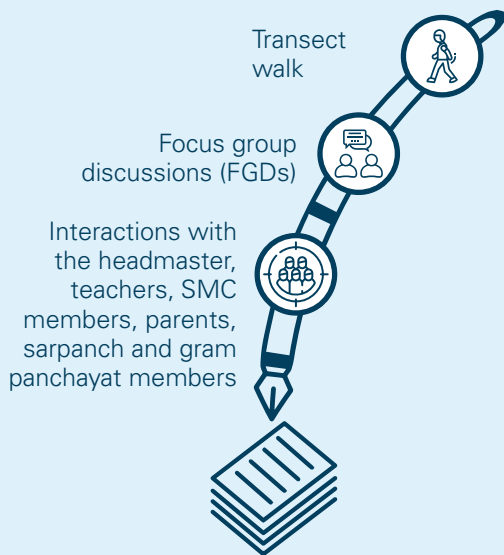 Transect
walk
Focus group
discussions (FGDs)
Interactions with
the headmaster,
teachers, SMC
members, parents,
sarpanch and gram
panchayat members